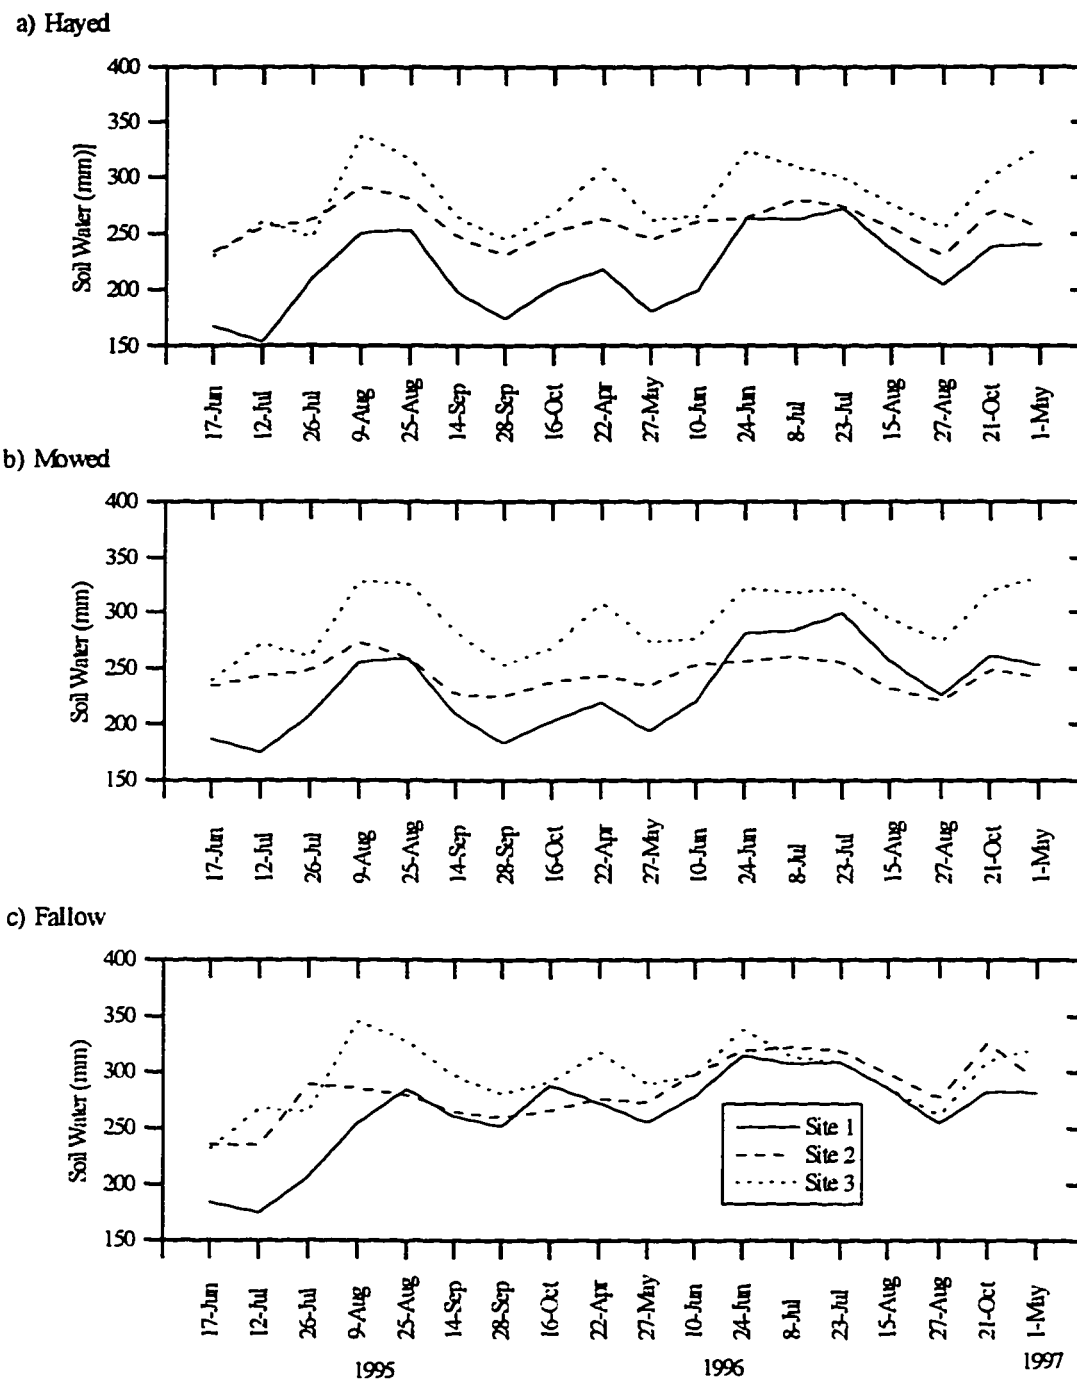 a) Hayed
400
350
300
250
200
150
Soil Water (mm)]
17-Jun 12-Jul 26-Jul 9-Aug 25-Aug 14-Sep 28-Sep 16-Oct 22-Apr 27-May 10-Jun 24-Jun 8-Jul 23-Jul 15-Aug 27-Aug 21-Oct 1-May
b) Mowed
400
350
300
250
200
150
Soil Water (mm)
17-Jun 12-Jul 26-Jul 9-Aug 25-Aug 14-Sep 28-Sep 16-Oct 22-Apr 27-May 10-Jun 24-Jun 8-Jul 23-Jul 15-Aug 27-Aug 21-Oct 1-May
c) Fallow
400
350
300
250
200
150
Soil Water (mm)
Site 1
Site 2
Site 3
17-Jun 12-Jul 26-Jul 9-Aug 25-Aug 14-Sep 28-Sep 16-Oct 22-Apr 27-May 10-Jun 24-Jun 8-Jul 23-Jul 15-Aug 27-Aug 21-Oct 1-May
1995 1996 1997